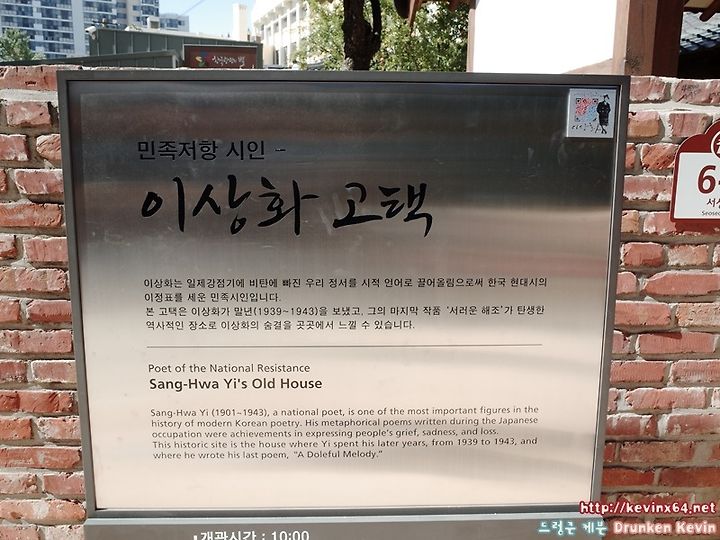 민족저항 시인 -
이상화 고택
이상화는 일제강점기에 비탄에 빠진 우리 정서를 시적 언어로 끌어올림으로써 한국 현대시의
이정표를 세운 민족시인입니다.
본 고택은 이상화가 말년(1939~1943)을 보냈고, 그의 마지막 작품 '서러운 해조'가 탄생한
역사적인 장소로 이상화의 숨결을 곳곳에서 느낄 수 있습니다.
Poet of the National Resistance
Sang-Hwa Yi's Old House
Sang-Hwa Yi (1901~1943), a national poet, is one of the most important figures in the
history of modern Korean poetry. His metaphorical poems written during the Japanese
occupation were achievements in expressing people's grief, sadness, and loss.
This historic site is the house where Yi spent his later years, from 1939 to 1943, and
where he wrote his last poem, "A Doleful Melody."
개관시간 : 10:00
http://kevinx64.net
드렁큰 케븐 Drunken Kevin